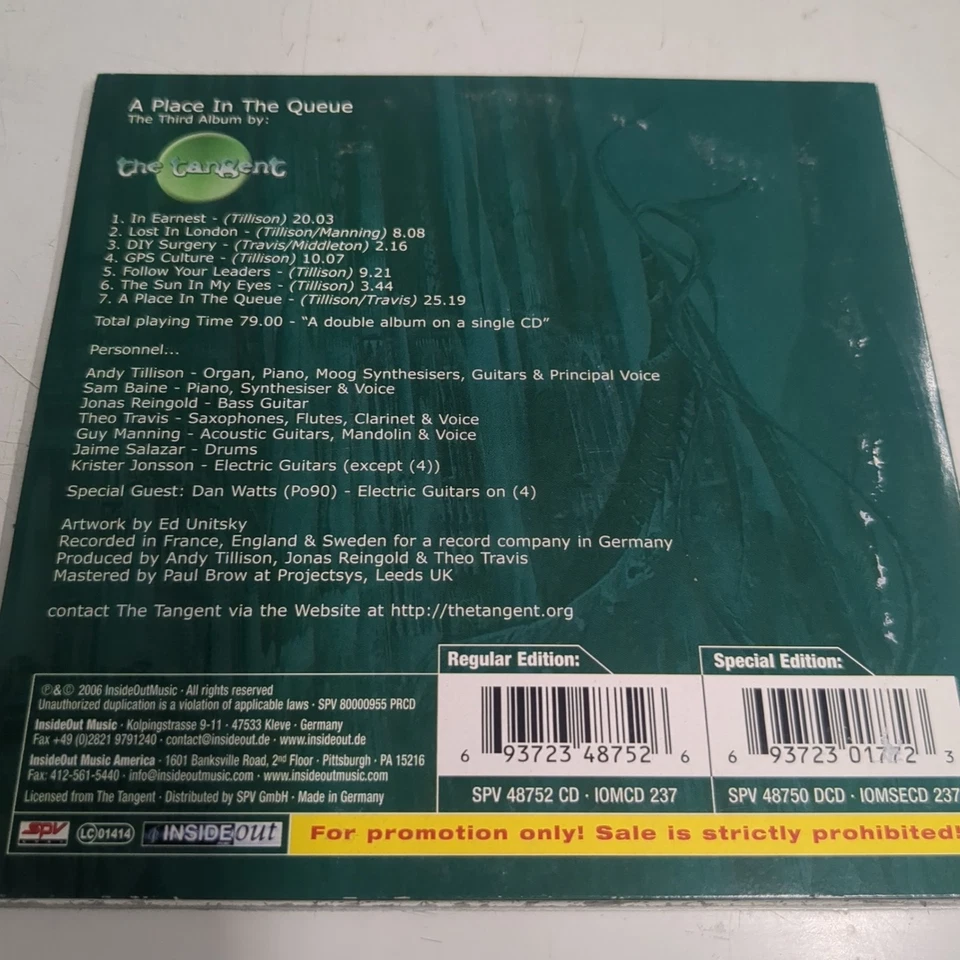 A Place In The Queue
The Third Album by:
the tangent
1. In Earnest - (Tillison) 20.03
2. Lost In London - (Tillison/Manning) 8.08
3. DIY Surgery - (Travis/Middleton) 2.16
4. GPS Culture - (Tillison) 10.07
5. Follow Your Leaders - (Tillison) 9.21
6. The Sun In My Eyes - (Tillison) 3.44
7. A Place In The Queue - (Tillison/Travis) 25.19
Total playing Time 79.00 - "A double album on a single CD"
Personnel...
Andy Tillison - Organ, Piano, Moog Synthesisers, Guitars & Principal Voice
Sam Baine - Piano, Synthesiser & Voice
Jonas Reingold - Bass Guitar
Theo Travis - Saxophones, Flutes, Clarinet & Voice
Guy Manning - Acoustic Guitars, Mandolin & Voice
Jaime Salazar - Drums
Krister Jonsson - Electric Guitars (except (4))
Special Guest: Dan Watts (Po90) - Electric Guitars on (4)
Artwork by Ed Unitsky
Recorded in France, England & Sweden for a record company in Germany
Produced by Andy Tillison, Jonas Reingold & Theo Travis
Mastered by Paul Brow at Projectsys, Leeds UK
contact The Tangent via the Website at http://thetangent.org
℗&© 2006 InsideOutMusic · All rights reserved
Unauthorized duplication is a violation of applicable laws · SPV 80000955 PRCD
InsideOut Music · Kolpingstrasse 9-11 · 47533 Kleve · Germany
Fax +49 (0)2821 9791240 · contact@insideout.de · www.insideout.de
InsideOut Music America · 1601 Banksville Road, 2nd Floor · Pittsburgh · PA 15216
Fax: 412-561-5440 · info@insideoutmusic.com · www.insideoutmusic.com
Licensed from The Tangent · Distributed by SPV GmbH · Made in Germany
Regular Edition:
6 93723 48752 6
SPV 48752 CD · IOMCD 237
Special Edition:
6 93723 01772 3
SPV 48750 DCD · IOMSECD 237
SPV
LC 01414
INSIDE out
For promotion only! Sale is strictly prohibited!